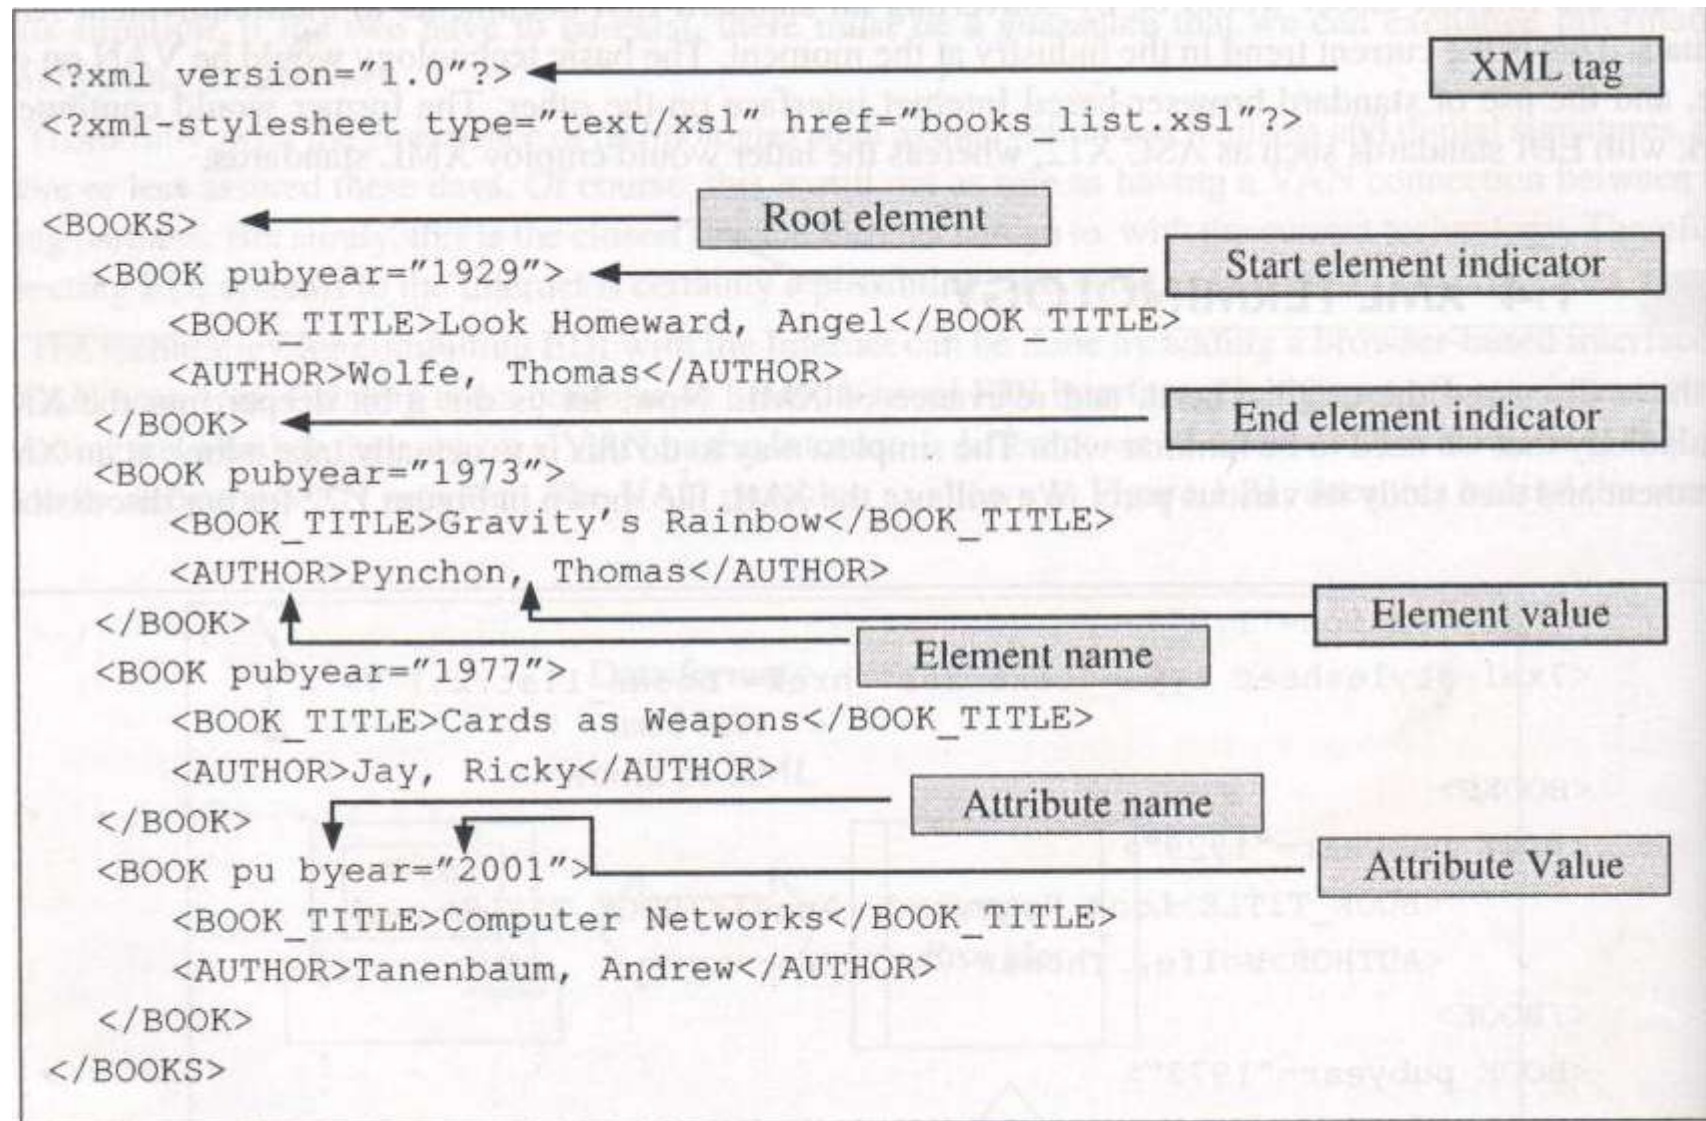 <?xml version="1.0"?> XML tag
<?xml-stylesheet type="text/xsl" href="books_list.xsl"?>
<BOOKS> Root element
<BOOK pubyear="1929"> Start element indicator
<BOOK_TITLE>Look Homeward, Angel</BOOK_TITLE>
<AUTHOR>Wolfe, Thomas</AUTHOR>
</BOOK> End element indicator
<BOOK pubyear="1973">
<BOOK_TITLE>Gravity's Rainbow</BOOK_TITLE>
<AUTHOR>Pynchon, Thomas</AUTHOR>
</BOOK> Element value
<BOOK pubyear="1977"> Element name
<BOOK_TITLE>Cards as Weapons</BOOK_TITLE>
<AUTHOR>Jay, Ricky</AUTHOR>
</BOOK> Attribute name
<BOOK pu byear="2001"> Attribute Value
<BOOK_TITLE>Computer Networks</BOOK_TITLE>
<AUTHOR>Tanenbaum, Andrew</AUTHOR>
</BOOK>
</BOOKS>